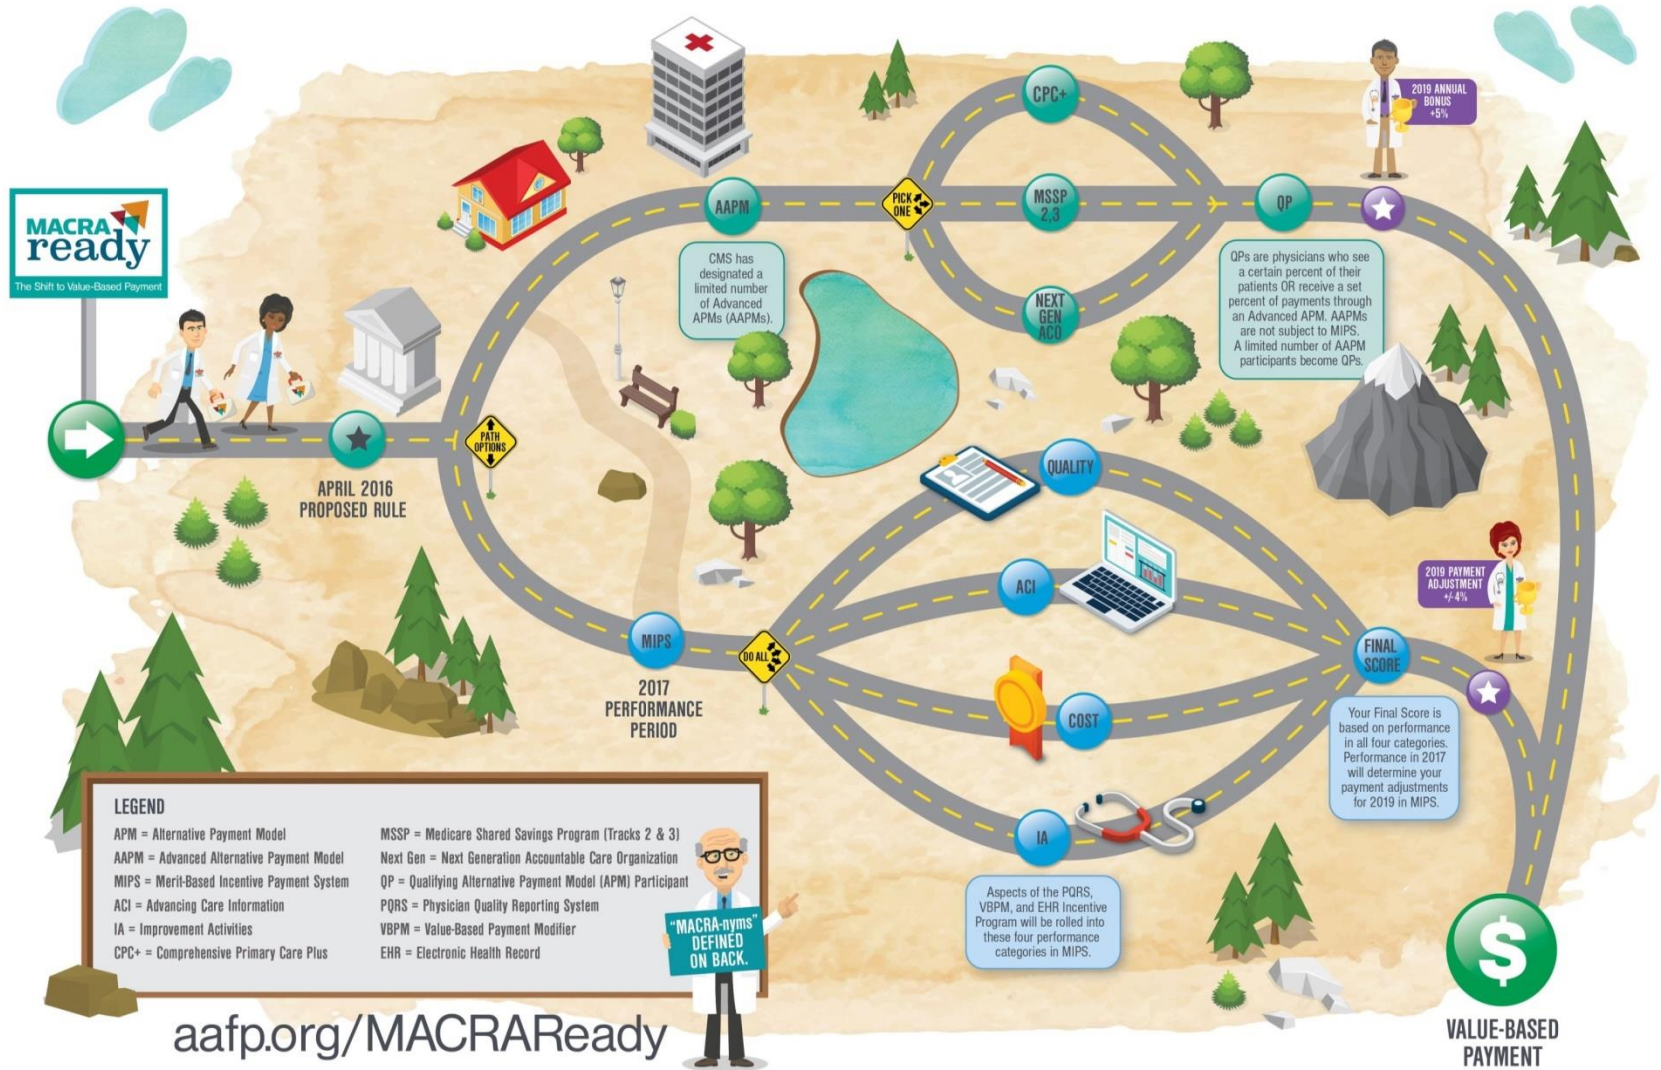 MACRA
ready
The Shift to Value-Based Payment
APRIL 2016
PROPOSED RULE
PATH
OPTIONS
AAPM
CMS has
designated a
limited number
of Advanced
APMs (AAPMs).
PICK
ONE
CPC+
MSSP
2,3
NEXT
GEN
ACO
QP
QPs are physicians who see
a certain percent of their
patients OR receive a set
percent of payments through
an Advanced APM. AAPMs
are not subject to MIPS.
A limited number of AAPM
participants become QPs.
2019 ANNUAL
BONUS
+5%
MIPS
2017
PERFORMANCE
PERIOD
DO ALL
QUALITY
ACI
COST
IA
Aspects of the PQRS,
VBPM, and EHR Incentive
Program will be rolled into
these four performance
categories in MIPS.
FINAL
SCORE
Your Final Score is
based on performance
in all four categories.
Performance in 2017
will determine your
payment adjustments
for 2019 in MIPS.
2019 PAYMENT
ADJUSTMENT
+/-4%
$
VALUE-BASED
PAYMENT
LEGEND
APM = Alternative Payment Model
AAPM = Advanced Alternative Payment Model
MIPS = Merit-Based Incentive Payment System
ACI = Advancing Care Information
IA = Improvement Activities
CPC+ = Comprehensive Primary Care Plus
MSSP = Medicare Shared Savings Program (Tracks 2 & 3)
Next Gen = Next Generation Accountable Care Organization
QP = Qualifying Alternative Payment Model (APM) Participant
PQRS = Physician Quality Reporting System
VBPM = Value-Based Payment Modifier
EHR = Electronic Health Record
"MACRA-nyms"
DEFINED
ON BACK.
aafp.org/MACRAReady